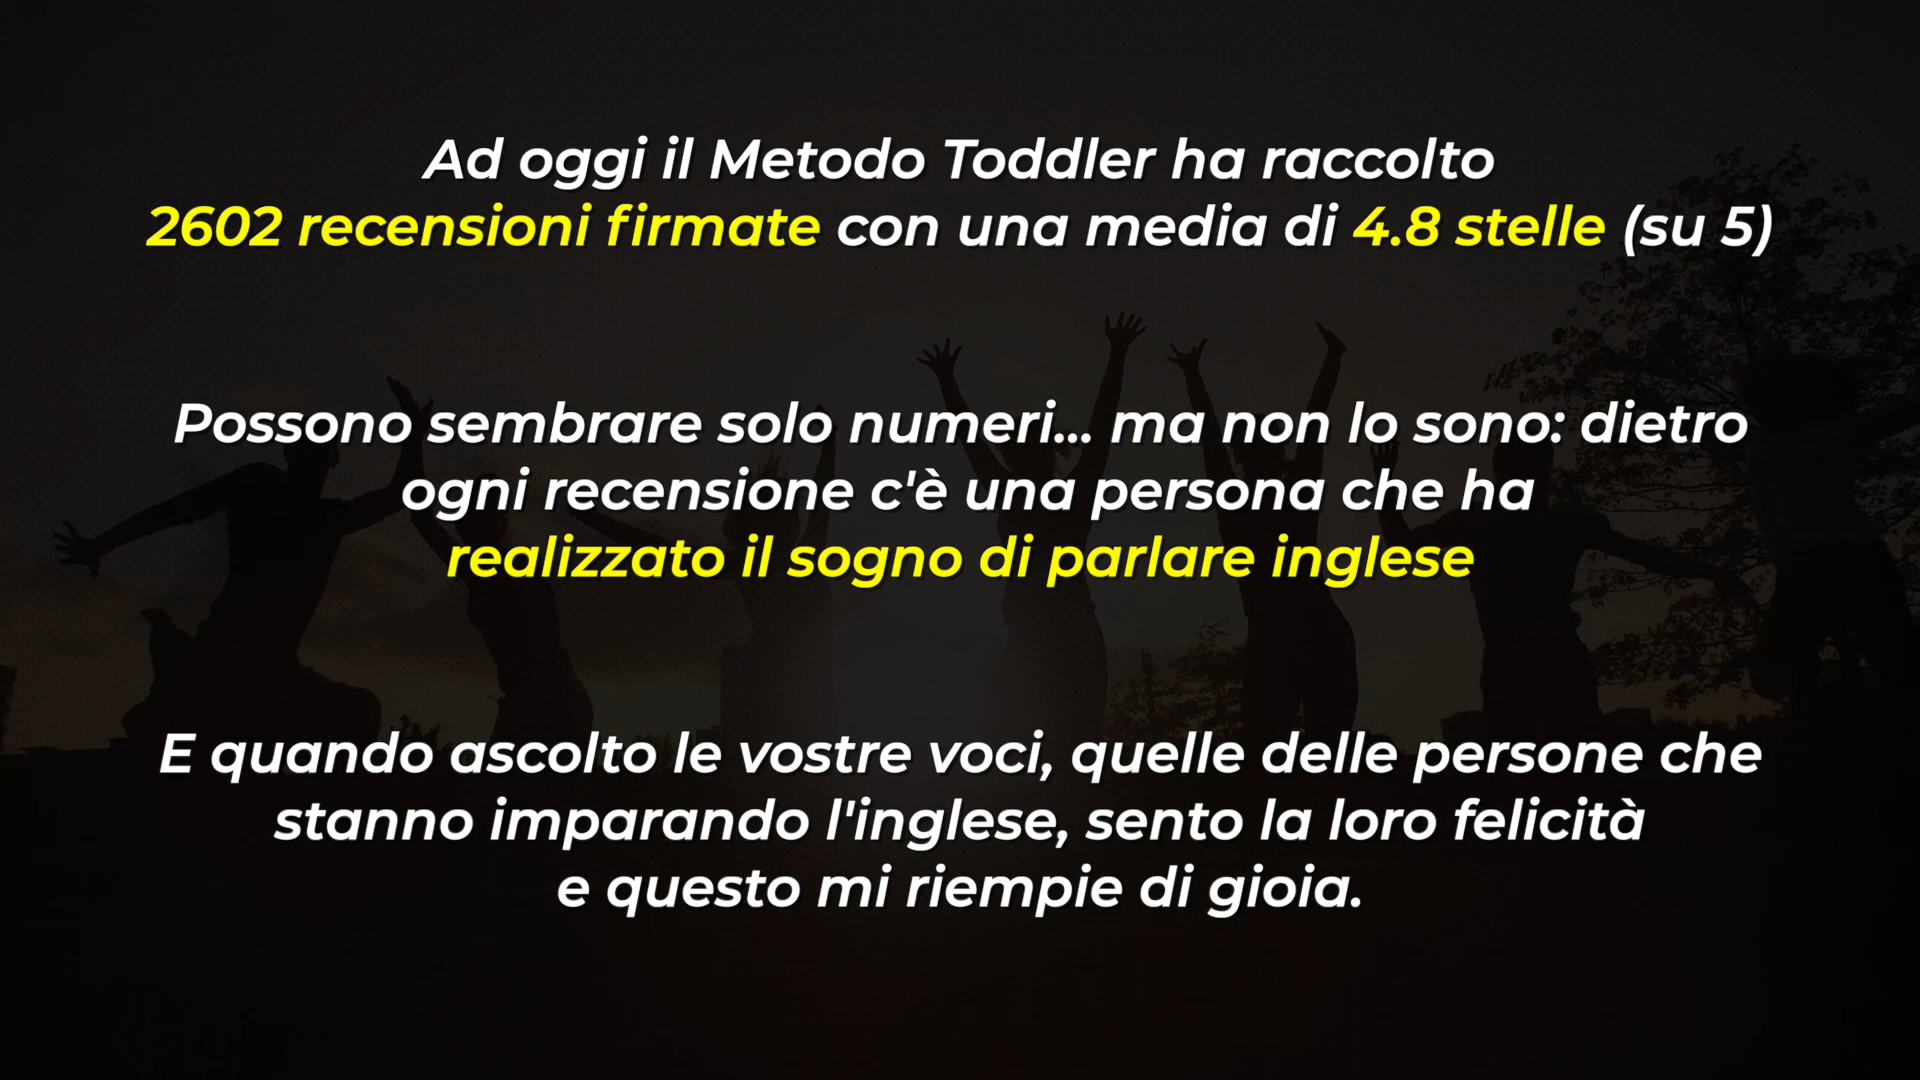 Ad oggi il Metodo Toddler ha raccolto
2602 recensioni firmate con una media di 4.8 stelle (su 5)
Possono sembrare solo numeri... ma non lo sono: dietro
ogni recensione c'è una persona che ha
realizzato il sogno di parlare inglese
E quando ascolto le vostre voci, quelle delle persone che
stanno imparando l'inglese, sento la loro felicità
e questo mi riempie di gioia.